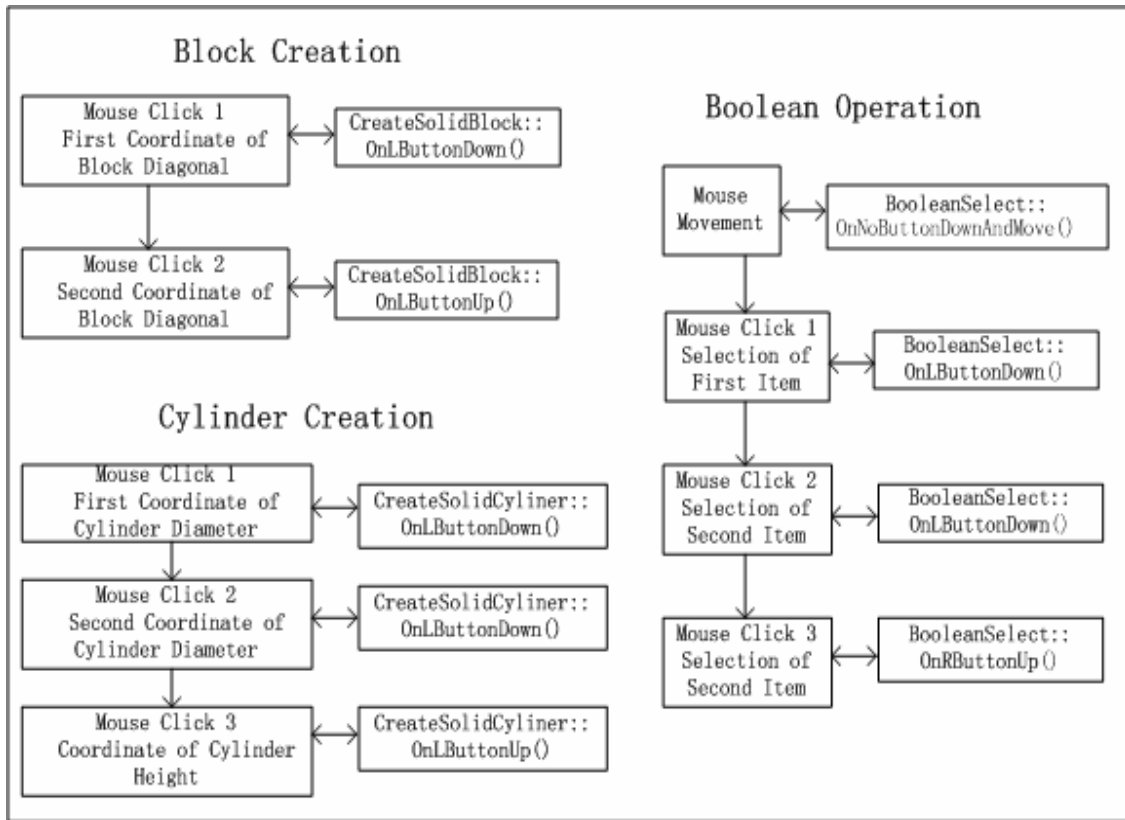 Block Creation
Mouse Click 1
First Coordinate of
Block Diagonal
CreateSolidBlock::
OnLButtonDown()
Mouse Click 2
Second Coordinate of
Block Diagonal
CreateSolidBlock::
OnLButtonUp()
Cylinder Creation
Mouse Click 1
First Coordinate of
Cylinder Diameter
CreateSolidCyliner::
OnLButtonDown()
Mouse Click 2
Second Coordinate of
Cylinder Diameter
CreateSolidCyliner::
OnLButtonDown()
Mouse Click 3
Coordinate of Cylinder
Height
CreateSolidCyliner::
OnLButtonUp()
Boolean Operation
Mouse
Movement
BooleanSelect::
OnNoButtonDownAndMove()
Mouse Click 1
Selection of
First Item
BooleanSelect::
OnLButtonDown()
Mouse Click 2
Selection of
Second Item
BooleanSelect::
OnLButtonDown()
Mouse Click 3
Selection of
Second Item
BooleanSelect::
OnRButtonUp()